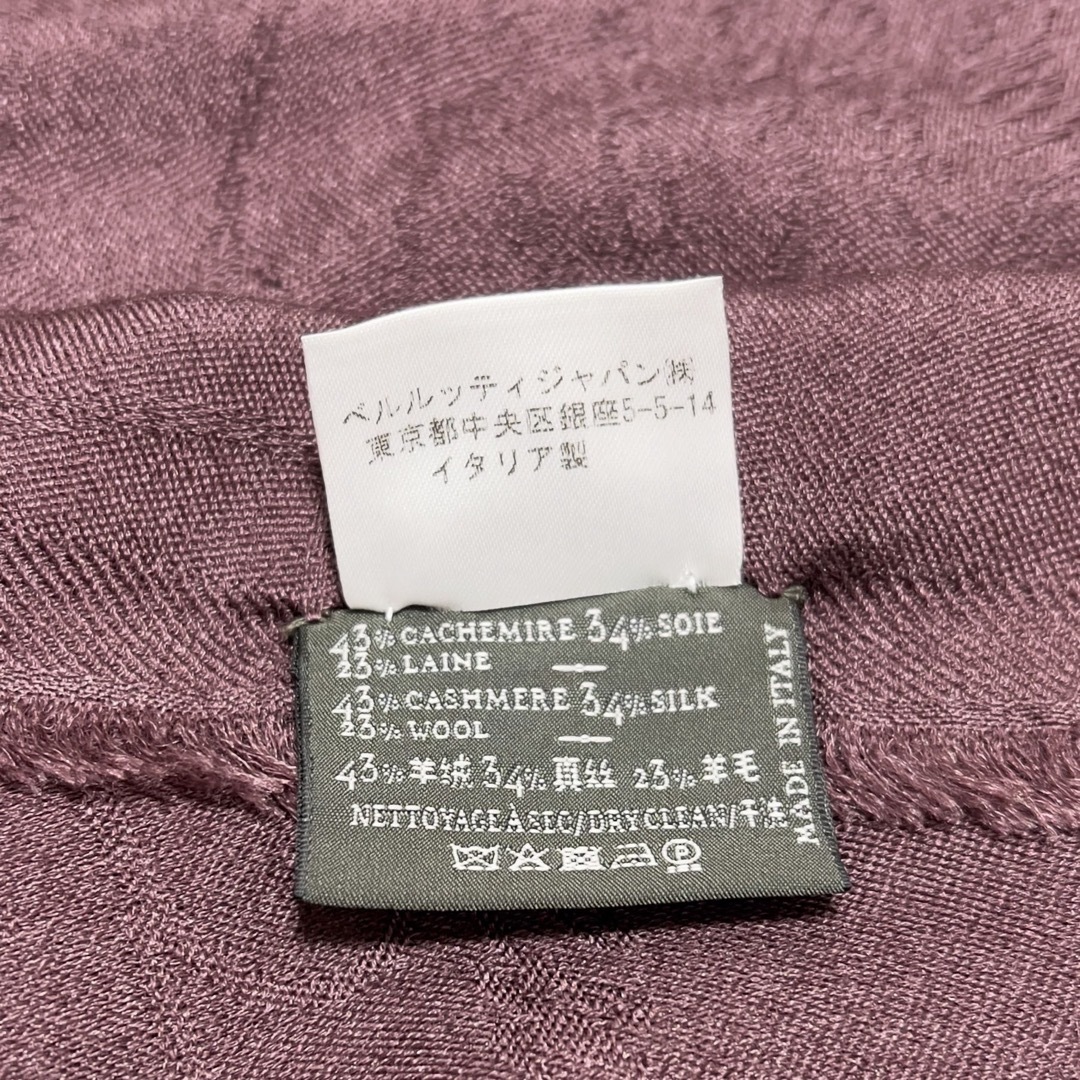 ベルルッティジャパン㈱
東京都中央区銀座5-5-14
イタリア製
43% CACHEMIRE 34% SOIE
23% LAINE
43% CASHMERE 34% SILK
23% WOOL
43% 羊绒 34% 真丝 23% 羊毛
NETTOYAGE À SEC/DRY CLEAN/干洗
MADE IN ITALY